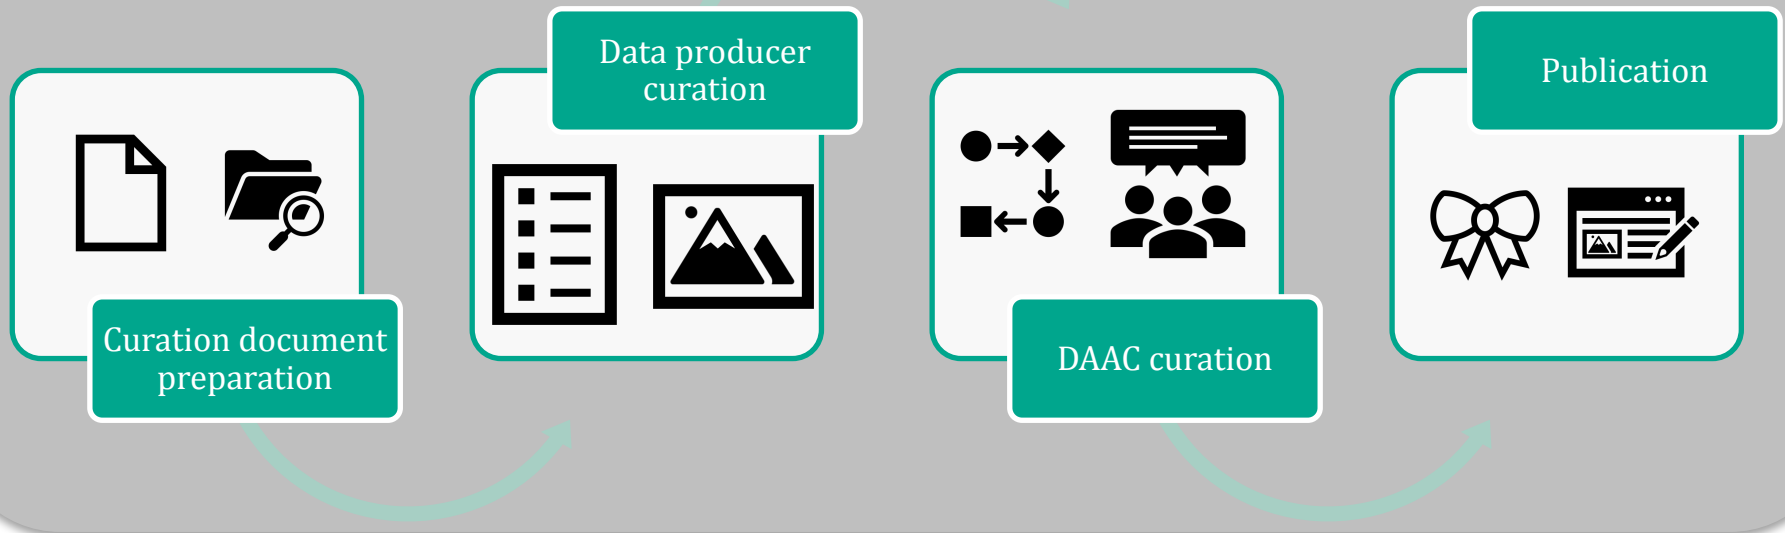 Curation document
preparation
Data producer
curation
DAAC curation
Publication